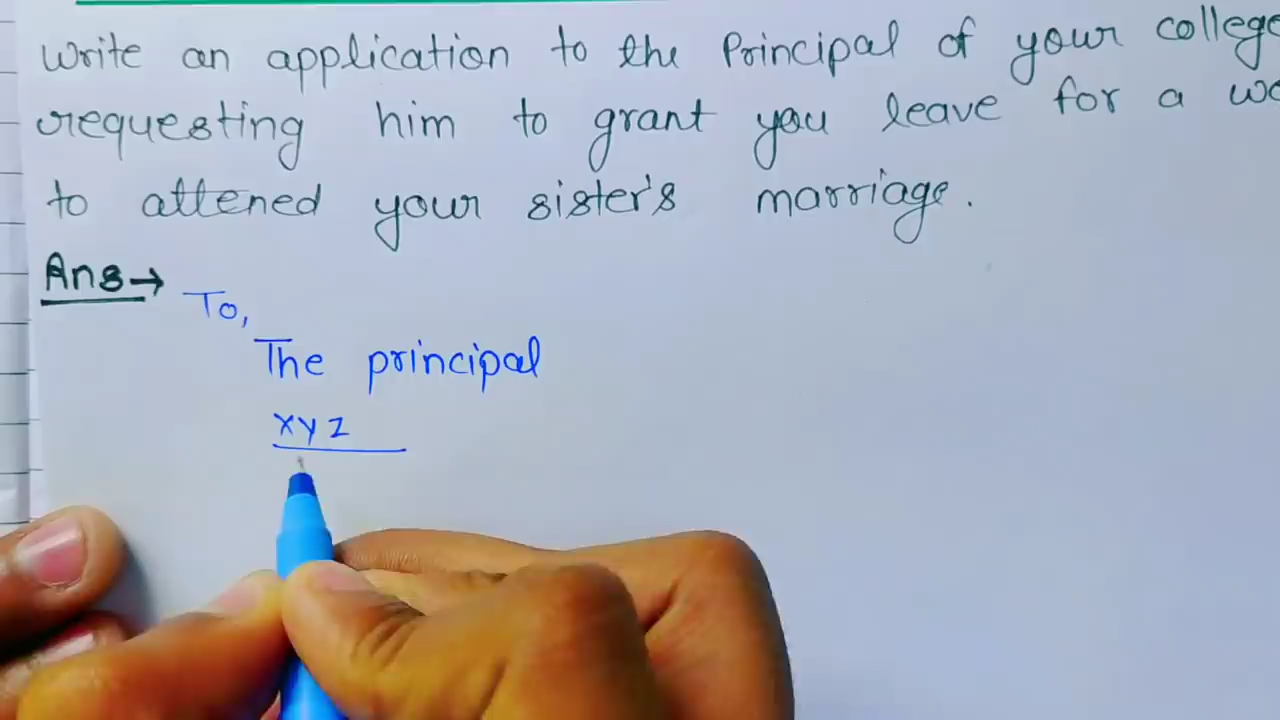 Write an application to the Principal of your college
requesting him to grant you leave for a
to attened your sister's marriage.
Ans→
To,
The principal
xyz